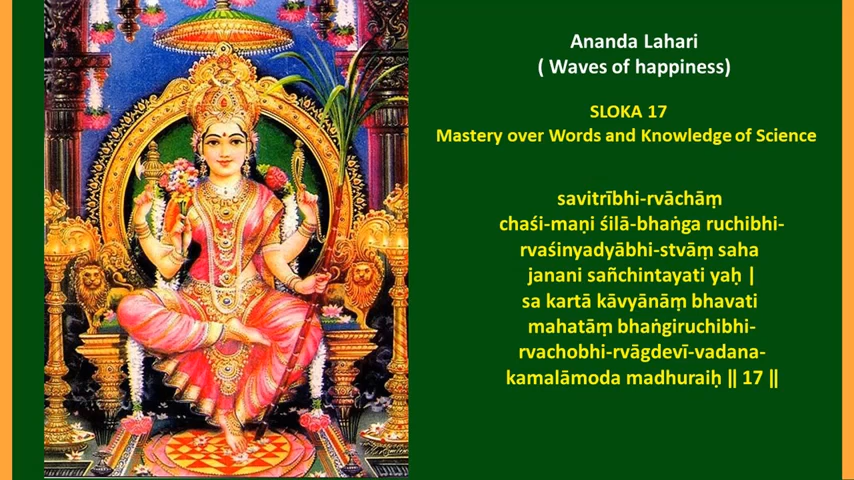 Ananda Lahari
( Waves of happiness)
SLOKA 17
Mastery over Words and Knowledge of Science
savitrībhi-rvāchāṃ
chaśi-maṇi śilā-bhaṅga ruchibhi-
rvaśinyadyābhi-stvāṃ saha
janani sañchintayati yaḥ |
sa kartā kāvyānāṃ bhavati
mahatāṃ bhaṅgiruchibhi-
rvachobhi-rvāgdevī-vadana-
kamalāmoda madhuraiḥ || 17 ||